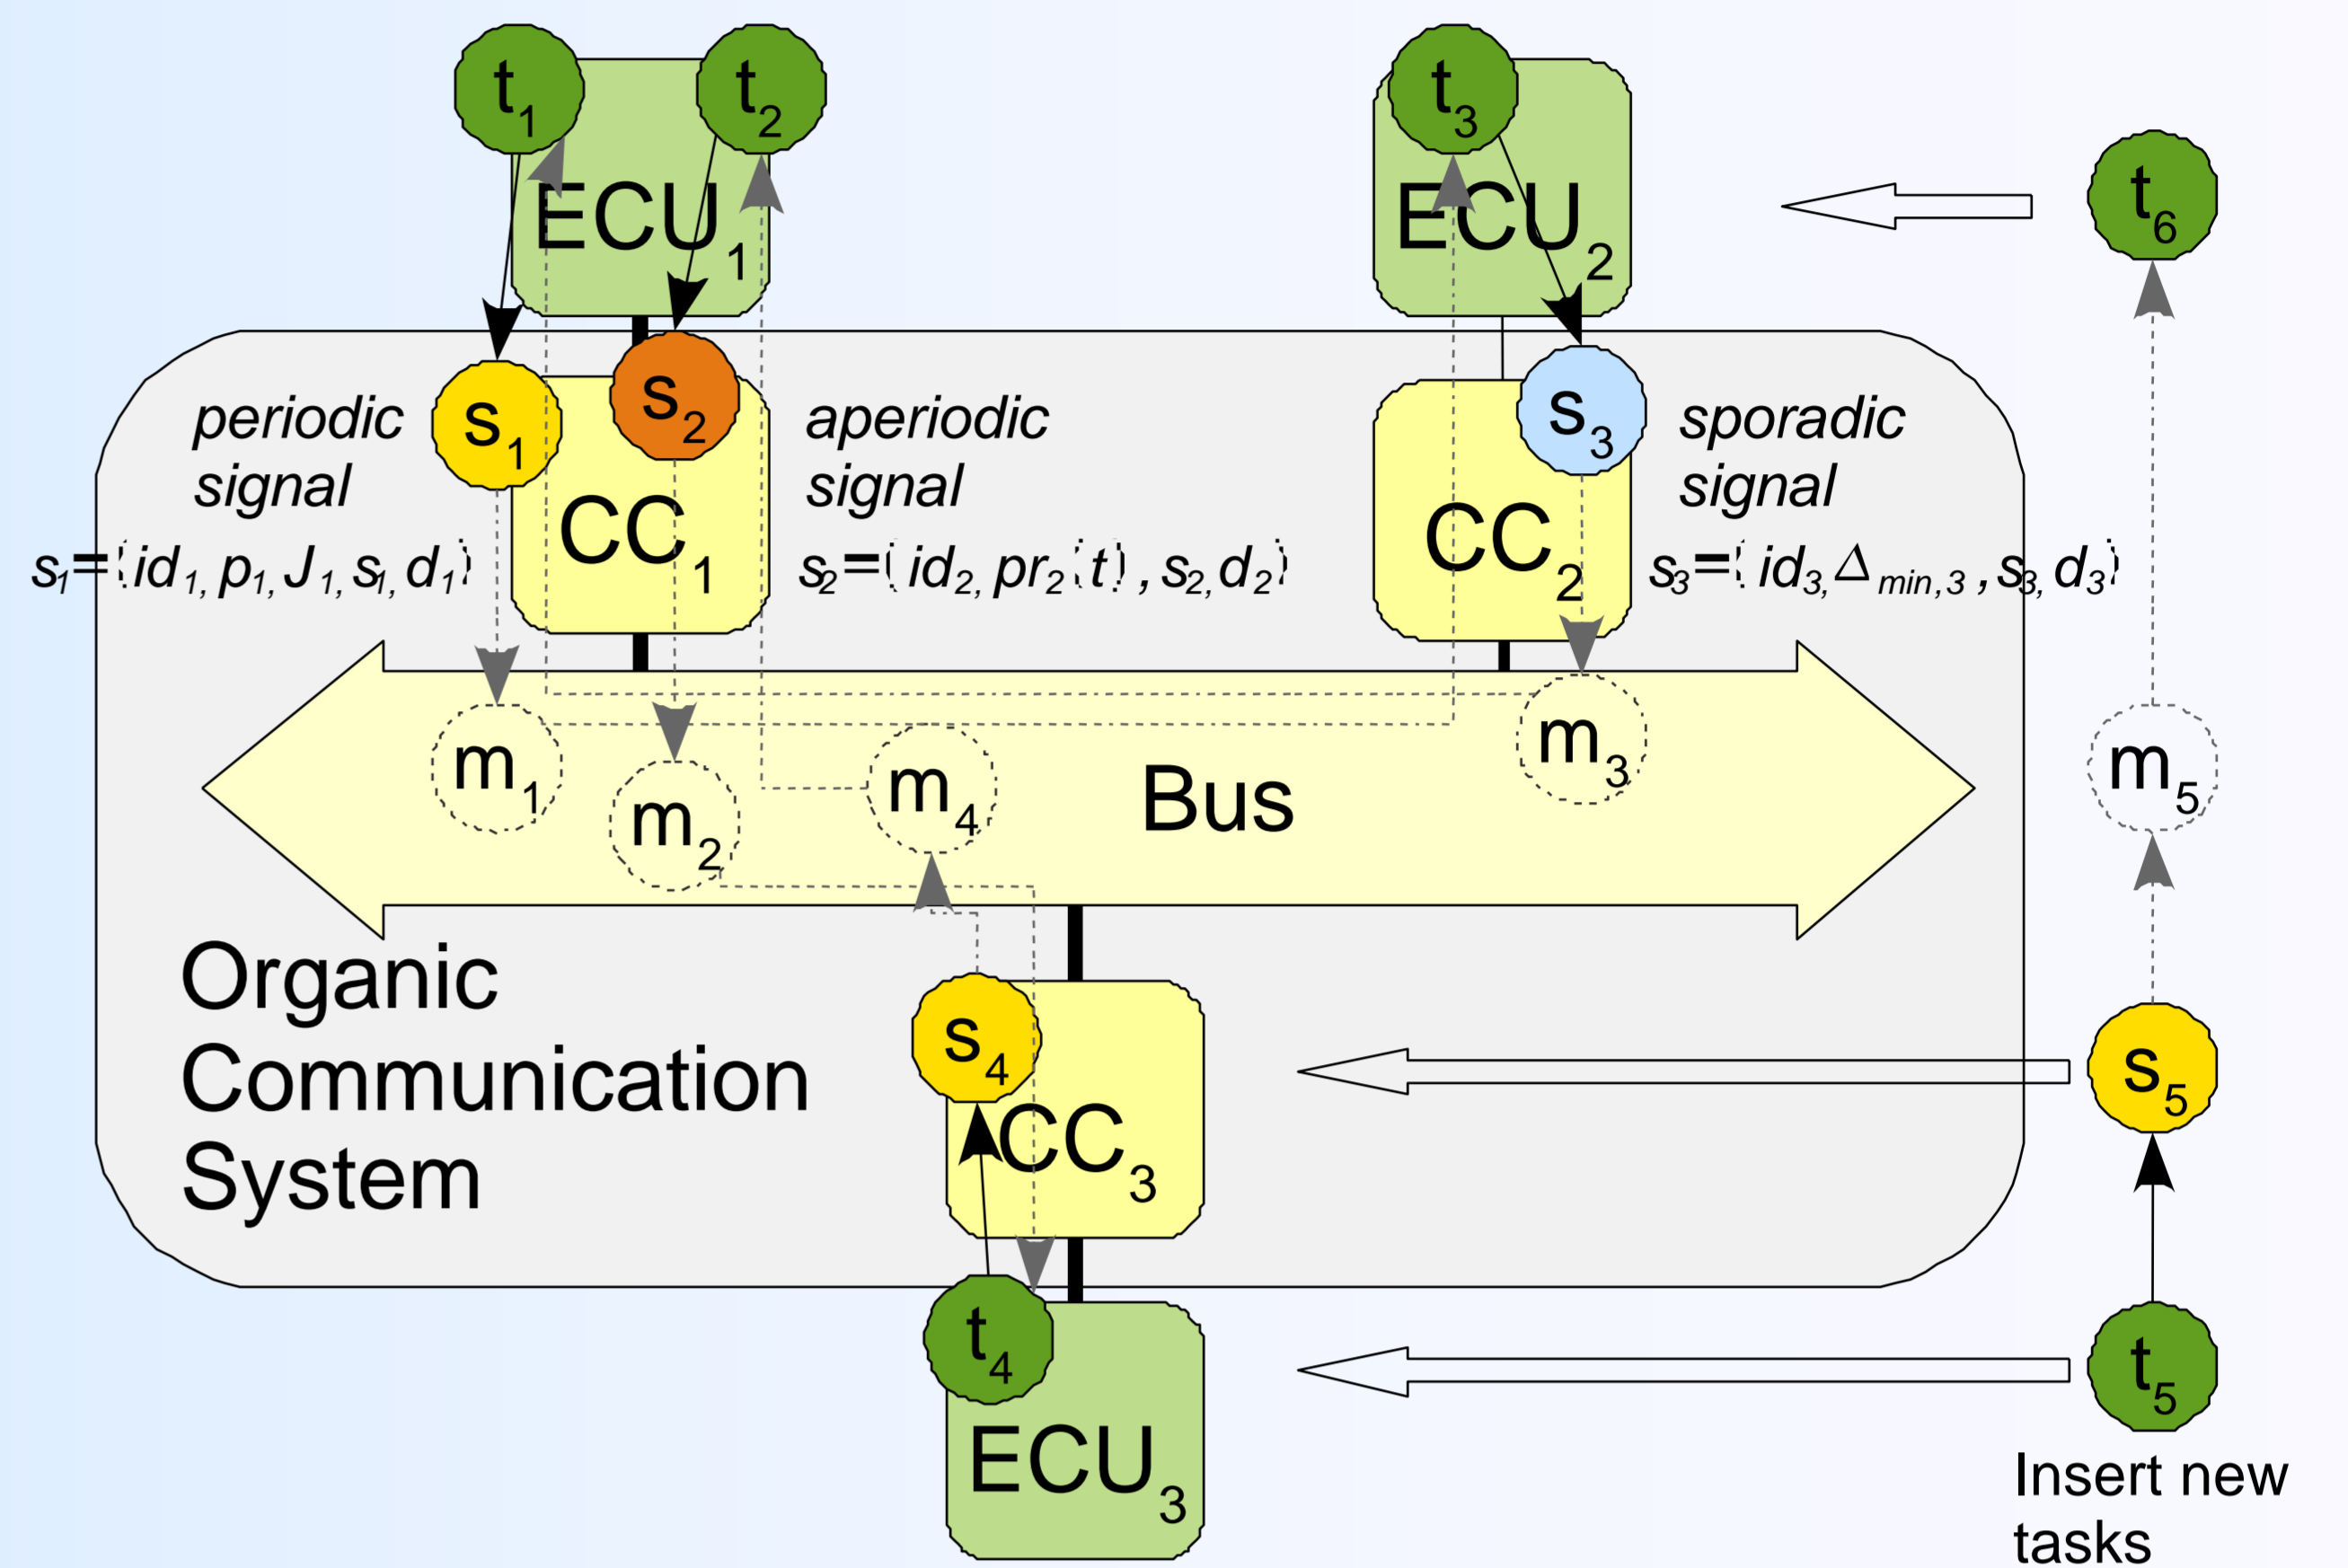 t1
t2
t3
ECU1
ECU2
t6
s1
s2
s3
periodic
signal
aperiodic
signal
sporadic
signal
CC1
CC2
s1={id1, p1, J1, s1, d1}
s2={id2, pr2(t), s2, d2}
s3={id3, Δmin,3, s3, d3}
m1
m2
m4
Bus
m3
m5
Organic
Communication
System
s4
CC3
s5
t4
ECU3
t5
Insert new
tasks